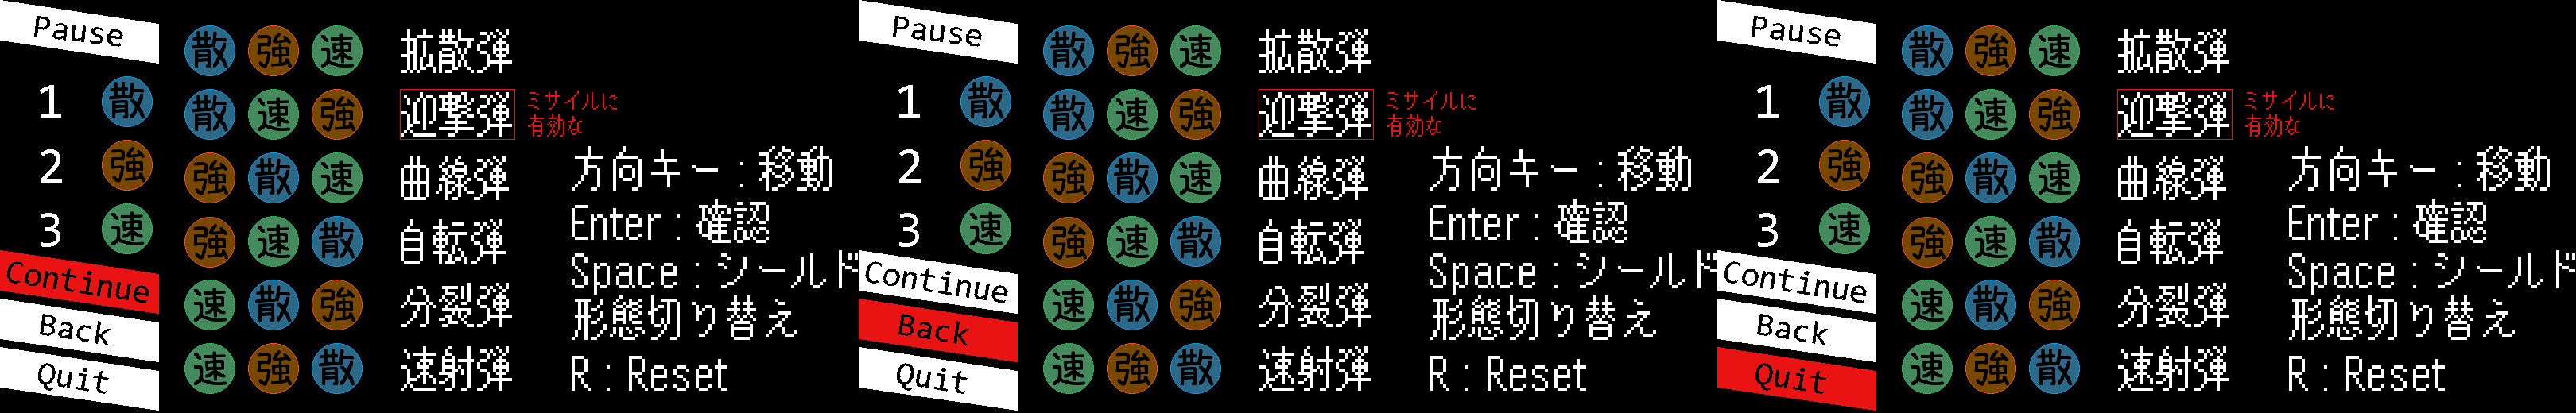 Pause
1 散
2 強
3 速
Continue
Back
Quit
散 強 速 拡散弾
散 速 強 迎撃弾
ミサイルに
有効な
強 散 速 曲線弾
強 速 散 自転弾
速 散 強 分裂弾
速 強 散 速射弾
方向キー:移動
Enter:確認
Space:シールド
形態切り替え
R:Reset
Pause
1 散
2 強
3 速
Continue
Back
Quit
散 強 速 拡散弾
散 速 強 迎撃弾
ミサイルに
有効な
強 散 速 曲線弾
強 速 散 自転弾
速 散 強 分裂弾
速 強 散 速射弾
方向キー:移動
Enter:確認
Space:シールド
形態切り替え
R:Reset
Pause
1 散
2 強
3 速
Continue
Back
Quit
散 強 速 拡散弾
散 速 強 迎撃弾
ミサイルに
有効な
強 散 速 曲線弾
強 速 散 自転弾
速 散 強 分裂弾
速 強 散 速射弾
方向キー:移動
Enter:確認
Space:シールド
形態切り替え
R:Reset